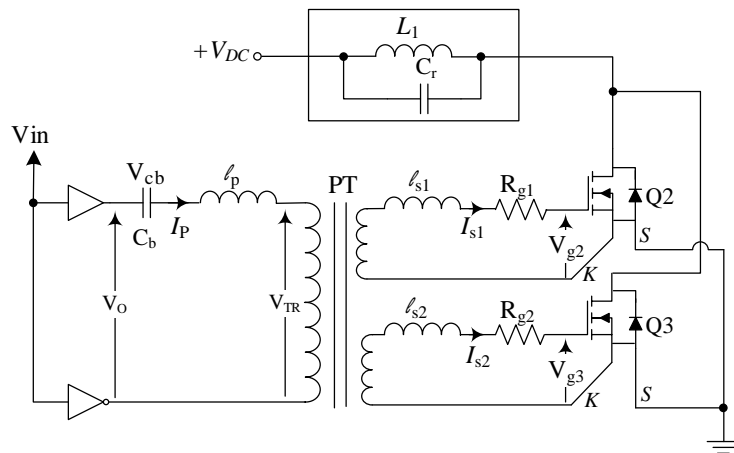 L₁
+V_DC
C_r
Vin
V_cb
ℓ_p
PT
ℓ_s1
R_g1
Q2
C_b
I_P
I_s1
V_g2
S
K
V_O
V_TR
ℓ_s2
R_g2
Q3
I_s2
V_g3
K
S